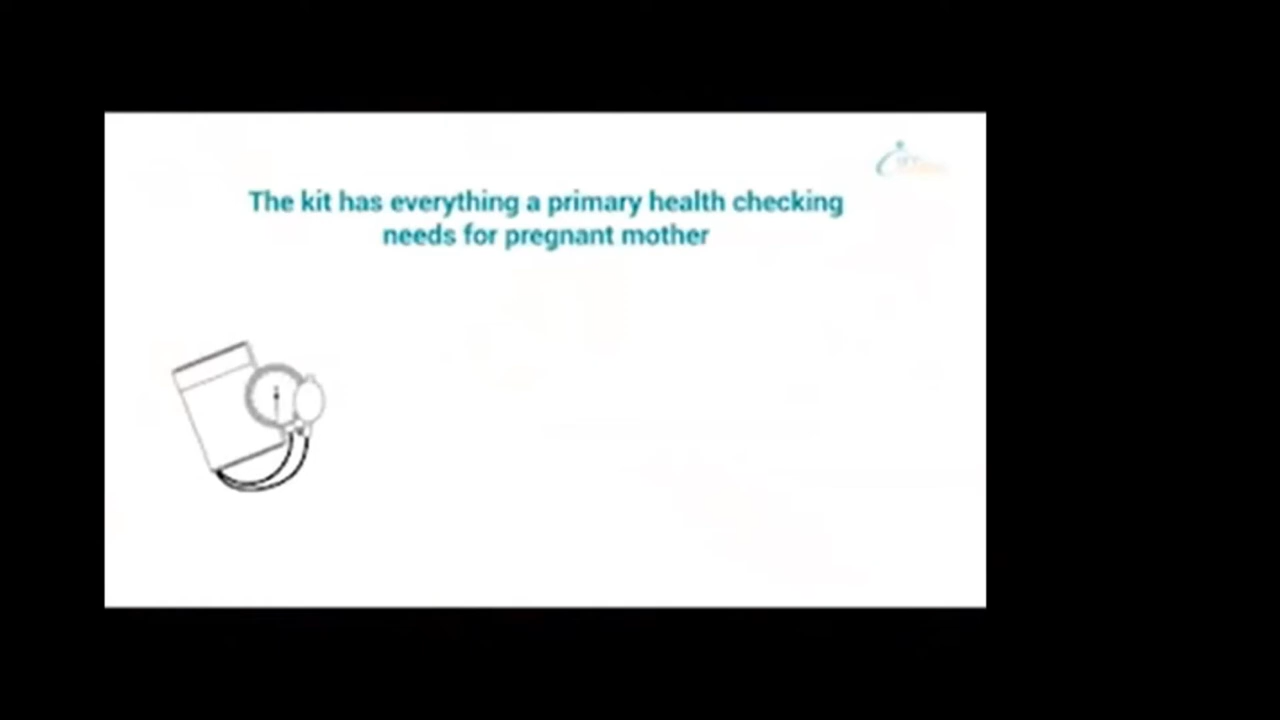 The kit has everything a primary health checking
needs for pregnant mother